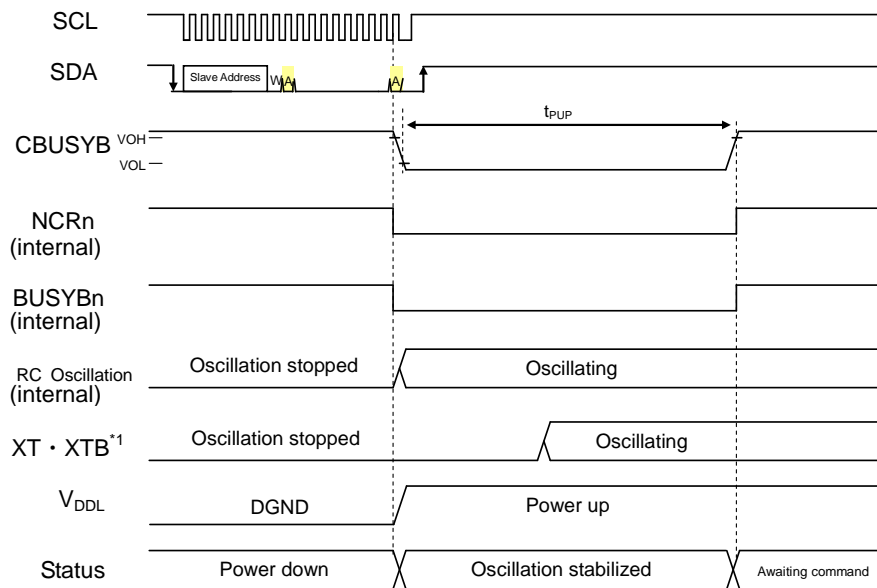 SCL
SDA
Slave Address
W
A
A
tPUP
CBUSYB
VOH
VOL
NCRn
(internal)
BUSYBn
(internal)
RC Oscillation
(internal)
Oscillation stopped
Oscillating
XT・XTB*1
Oscillation stopped
Oscillating
VDDL
DGND
Power up
Status
Power down
Oscillation stabilized
Awaiting command